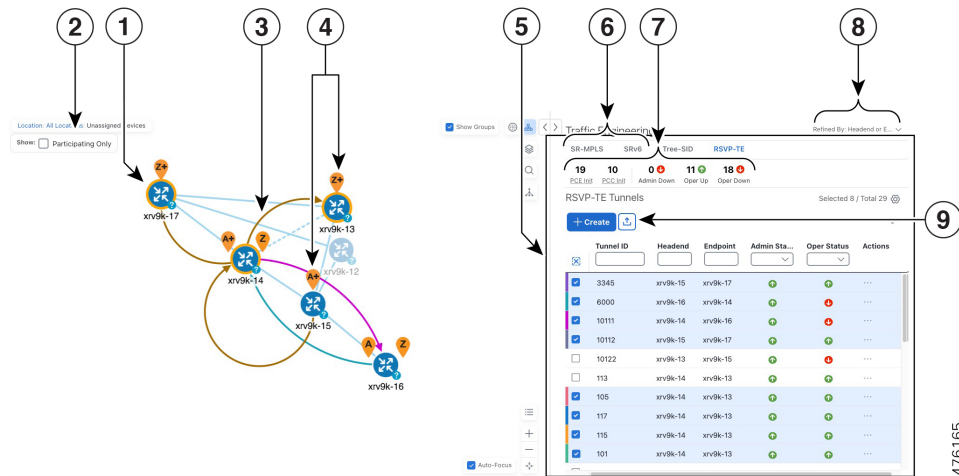 2
1
3
4
5
6
7
8
Location: All Locat
Unassigned Devices
Show: Participating Only
Show Groups
Traffic Engineering
Refined By: Headend or E...
SR-MPLS SRv6 Tree-SID RSVP-TE
19 10 0 11 18
PCE Init PCC Init Admin Down Oper Up Oper Down
RSVP-TE Tunnels
Selected 8 / Total 29
+ Create
9
Tunnel ID Headend Endpoint Admin Sta... Oper Status Actions
3345 xrv9k-15 xrv9k-17 ...
6000 xrv9k-16 xrv9k-14 ...
10111 xrv9k-14 xrv9k-16 ...
10112 xrv9k-15 xrv9k-17 ...
10122 xrv9k-13 xrv9k-15 ...
113 xrv9k-14 xrv9k-13 ...
105 xrv9k-14 xrv9k-13 ...
117 xrv9k-14 xrv9k-13 ...
115 xrv9k-14 xrv9k-13 ...
101 xrv9k-14 xrv9k-13 ...
Z+
xrv9k-17
Z+
xrv9k-13
A+ Z
xrv9k-14
xrv9k-12
A+
xrv9k-15
A Z
xrv9k-16
Auto-Focus
476165